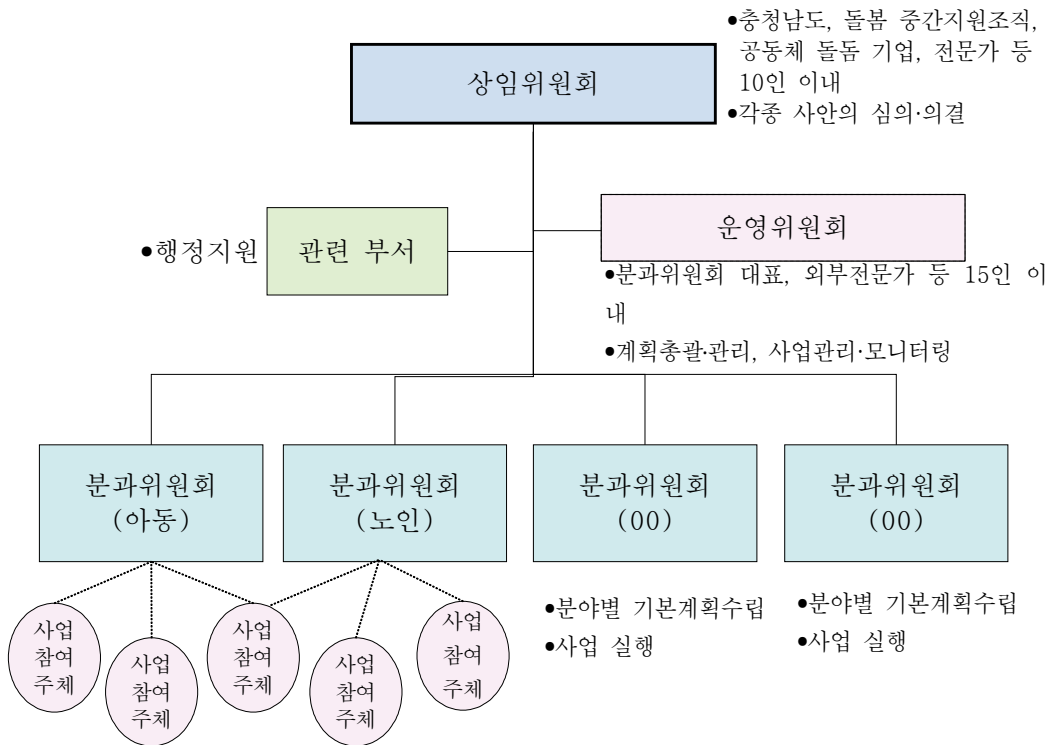 •충청남도, 돌봄 중간지원조직,
공동체 돌돔 기업, 전문가 등
10인 이내
•각종 사안의 심의·의결
상임위원회
•행정지원
관련 부서
운영위원회
•분과위원회 대표, 외부전문가 등 15인 이
내
•계획총괄·관리, 사업관리·모니터링
분과위원회
(아동)
분과위원회
(노인)
분과위원회
(00)
분과위원회
(00)
사업
참여
주체
사업
참여
주체
사업
참여
주체
사업
참여
주체
사업
참여
주체
•분야별 기본계획수립
•사업 실행
•분야별 기본계획수립
•사업 실행